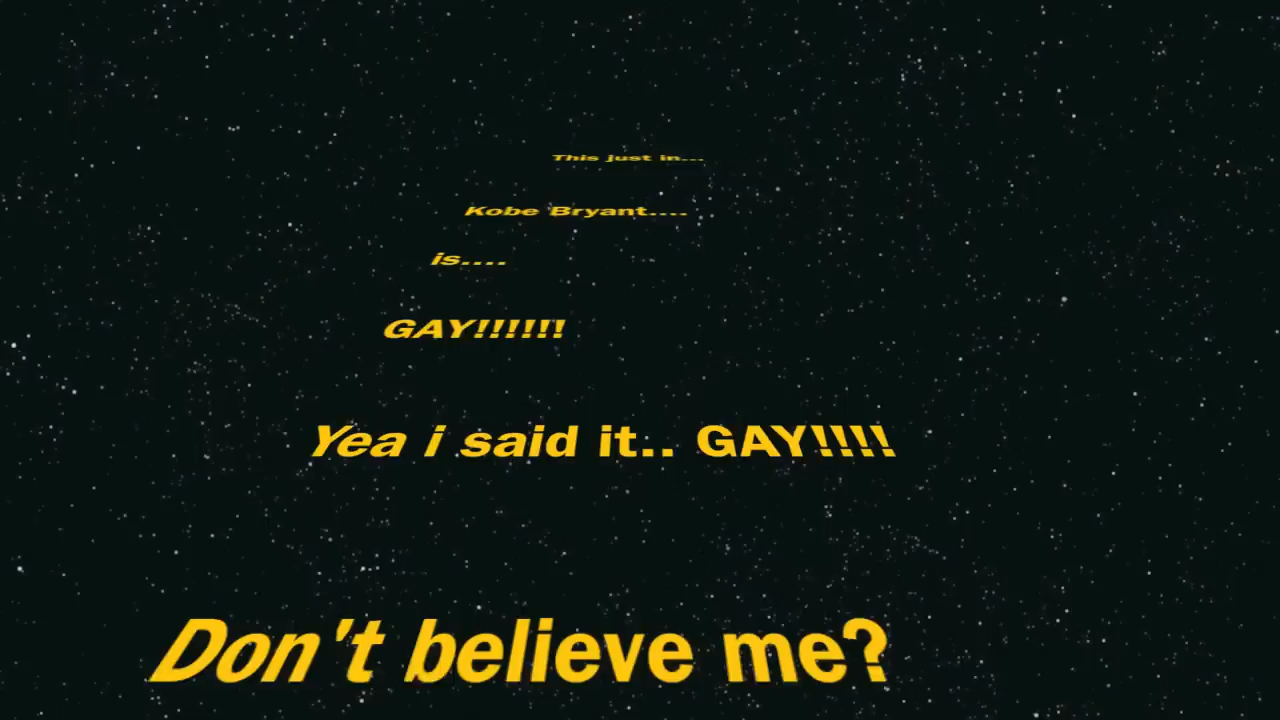 This just in...
Kobe Bryant....
is....
GAY!!!!!!
Yea i said it.. GAY!!!!
Don't believe me?